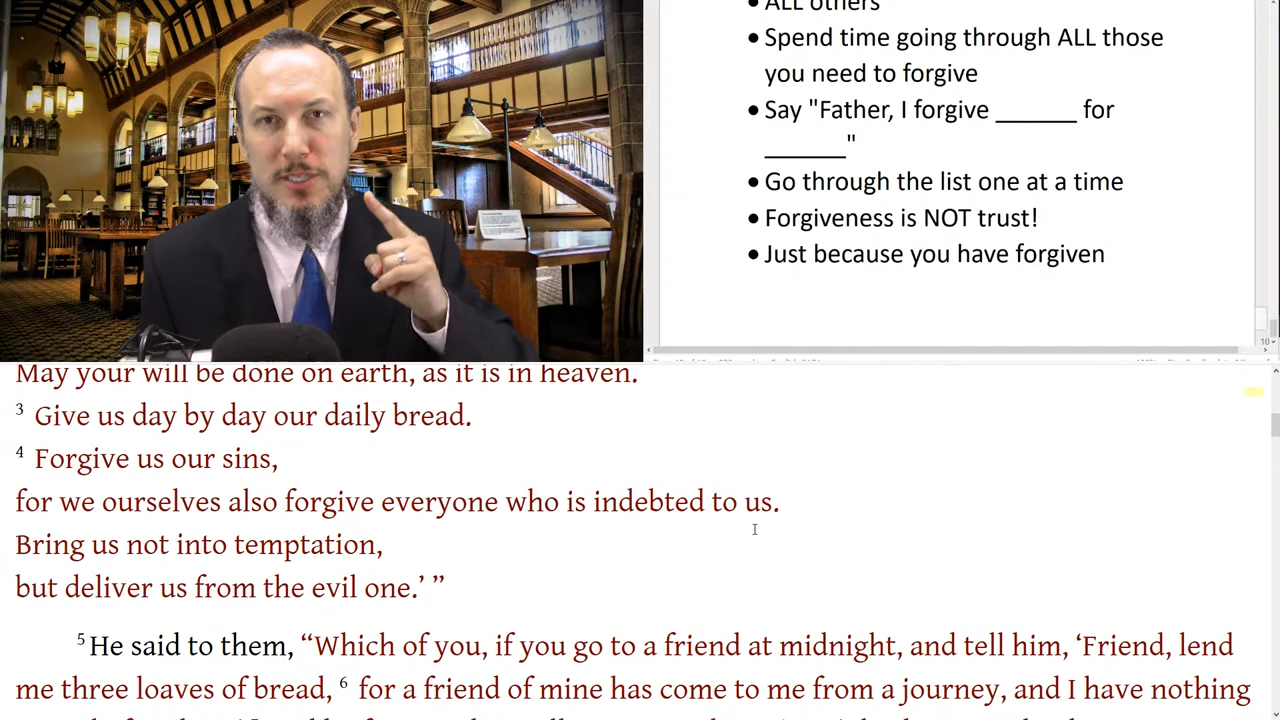 • ALL others
• Spend time going through ALL those
you need to forgive
• Say "Father, I forgive ______ for
______"
• Go through the list one at a time
• Forgiveness is NOT trust!
• Just because you have forgiven
10
May your will be done on earth, as it is in heaven.
3 Give us day by day our daily bread.
4 Forgive us our sins,
for we ourselves also forgive everyone who is indebted to us.
Bring us not into temptation,
but deliver us from the evil one.’ ”
5 He said to them, “Which of you, if you go to a friend at midnight, and tell him, ‘Friend, lend
me three loaves of bread, 6 for a friend of mine has come to me from a journey, and I have nothing